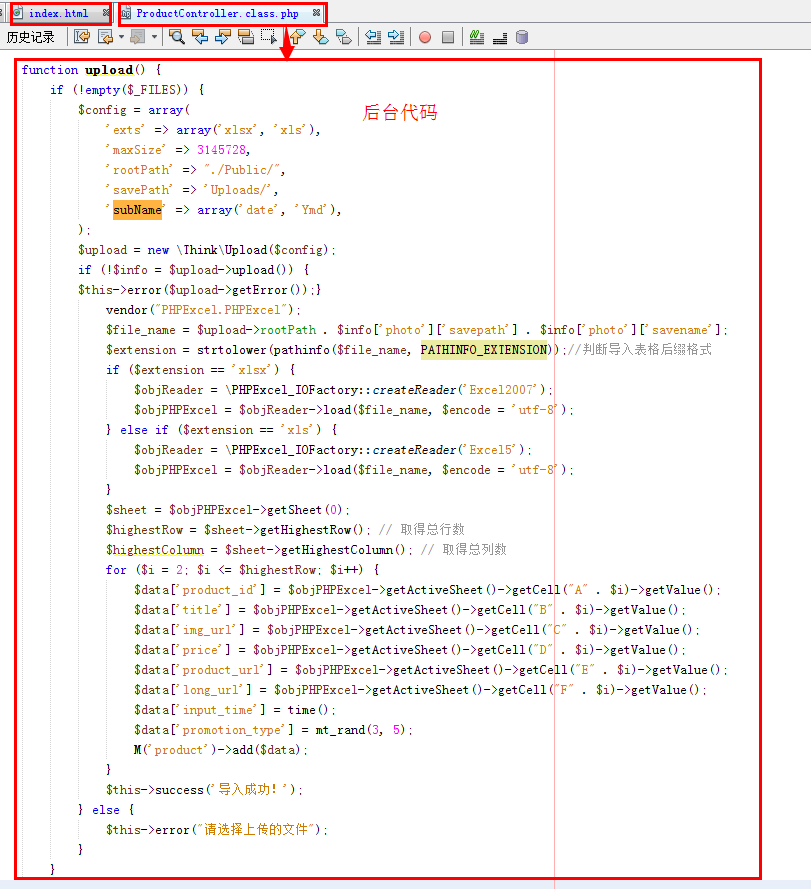 index.html ProductController.class.php
历史记录
function upload() {
if (!empty($_FILES)) {
$config = array(
后台代码
'exts' => array('xlsx', 'xls'),
'maxSize' => 3145728,
'rootPath' => "./Public/",
'savePath' => 'Uploads/',
'subName' => array('date', 'Ymd'),
);
$upload = new \Think\Upload($config);
if (!$info = $upload->upload()) {
$this->error($upload->getError());}
vendor("PHPExcel.PHPExcel");
$file_name = $upload->rootPath . $info['photo']['savepath'] . $info['photo']['savename'];
$extension = strtolower(pathinfo($file_name, PATHINFO_EXTENSION));//判断导入表格后缀格式
if ($extension == 'xlsx') {
$objReader = \PHPExcel_IOFactory::createReader('Excel2007');
$objPHPExcel = $objReader->load($file_name, $encode = 'utf-8');
} else if ($extension == 'xls') {
$objReader = \PHPExcel_IOFactory::createReader('Excel5');
$objPHPExcel = $objReader->load($file_name, $encode = 'utf-8');
}
$sheet = $objPHPExcel->getSheet(0);
$highestRow = $sheet->getHighestRow(); // 取得总行数
$highestColumn = $sheet->getHighestColumn(); // 取得总列数
for ($i = 2; $i <= $highestRow; $i++) {
$data['product_id'] = $objPHPExcel->getActiveSheet()->getCell("A" . $i)->getValue();
$data['title'] = $objPHPExcel->getActiveSheet()->getCell("B" . $i)->getValue();
$data['img_url'] = $objPHPExcel->getActiveSheet()->getCell("C" . $i)->getValue();
$data['price'] = $objPHPExcel->getActiveSheet()->getCell("D" . $i)->getValue();
$data['product_url'] = $objPHPExcel->getActiveSheet()->getCell("E" . $i)->getValue();
$data['long_url'] = $objPHPExcel->getActiveSheet()->getCell("F" . $i)->getValue();
$data['input_time'] = time();
$data['promotion_type'] = mt_rand(3, 5);
M('product')->add($data);
}
$this->success('导入成功！');
} else {
$this->error("请选择上传的文件");
}
}